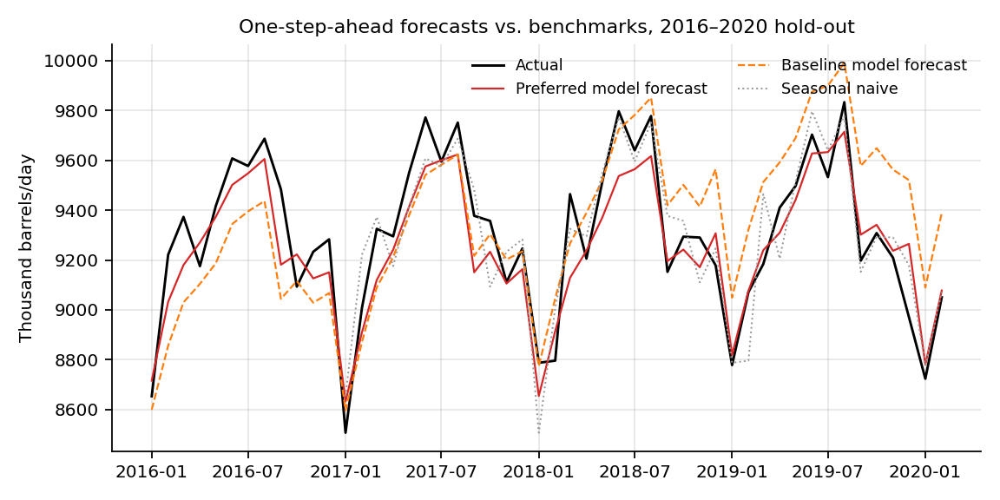 One-step-ahead forecasts vs. benchmarks, 2016–2020 hold-out
Actual
Preferred model forecast
Baseline model forecast
Seasonal naive
Thousand barrels/day
10000
9800
9600
9400
9200
9000
8800
8600
2016-01 2016-07 2017-01 2017-07 2018-01 2018-07 2019-01 2019-07 2020-01